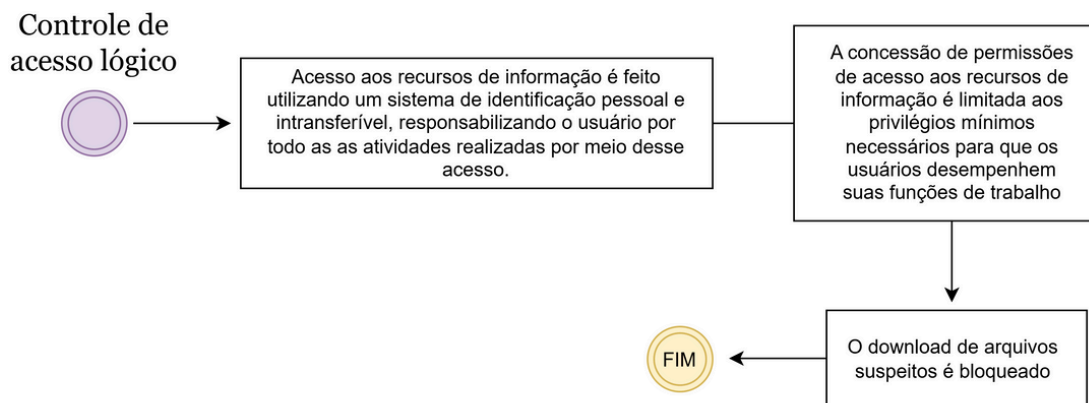 Controle de
acesso lógico
Acesso aos recursos de informação é feito
utilizando um sistema de identificação pessoal e
intransferível, responsabilizando o usuário por
todo as as atividades realizadas por meio desse
acesso.
A concessão de permissões
de acesso aos recursos de
informação é limitada aos
privilégios mínimos
necessários para que os
usuários desempenhem
suas funções de trabalho
O download de arquivos
suspeitos é bloqueado
FIM